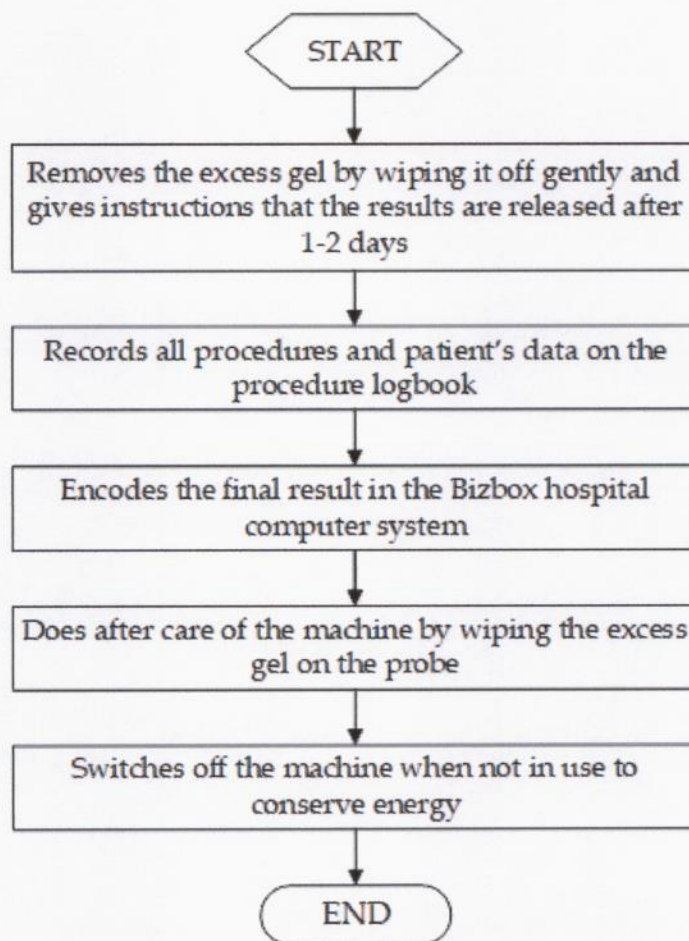 START
Removes the excess gel by wiping it off gently and
gives instructions that the results are released after
1-2 days
Records all procedures and patient's data on the
procedure logbook
Encodes the final result in the Bizbox hospital
computer system
Does after care of the machine by wiping the excess
gel on the probe
Switches off the machine when not in use to
conserve energy
END